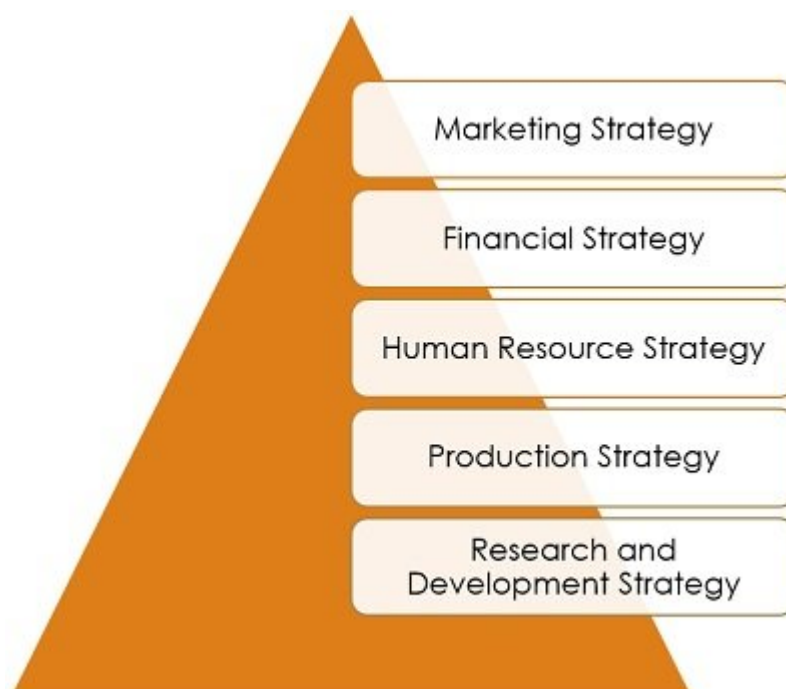 Marketing Strategy
Financial Strategy
Human Resource Strategy
Production Strategy
Research and
Development Strategy